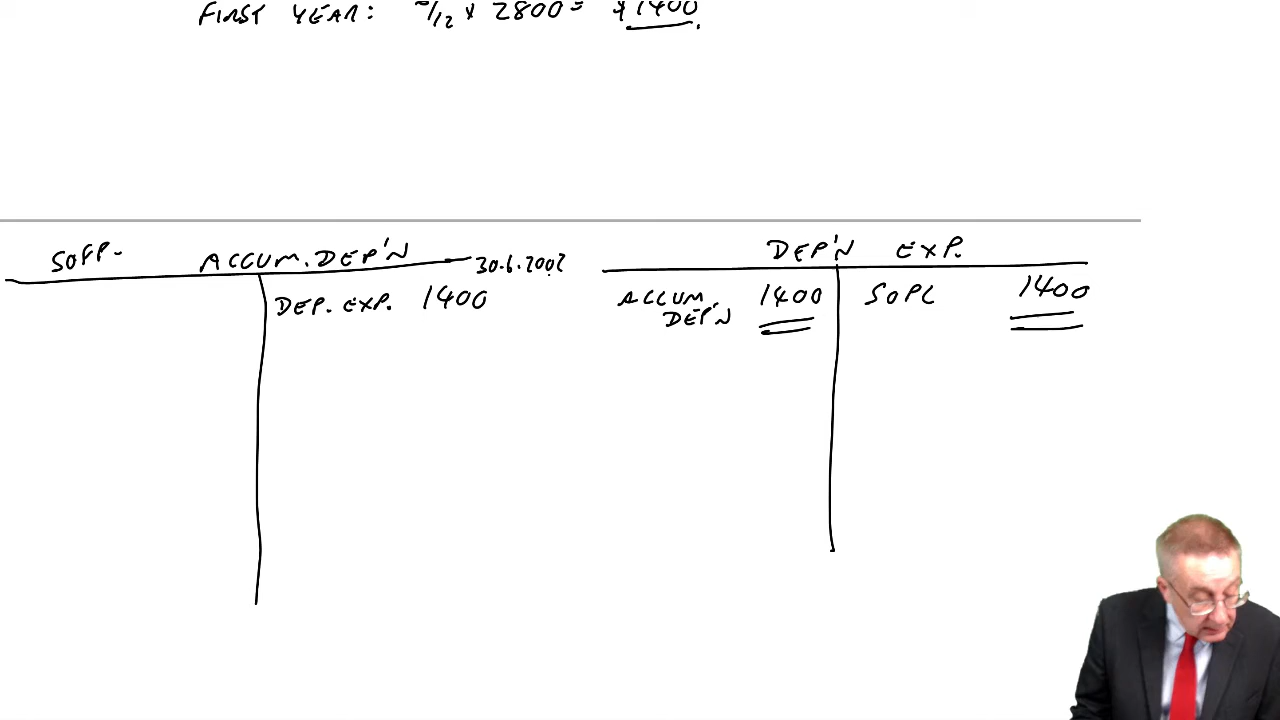 FIRST YEAR: /12 x 2800 = $1400
SOFP- ACCUM. DEP'N 30.6.2002
DEP. EXP. 1400
DEP'N EXP.
ACCUM. DEP'N 1400
SOPL 1400